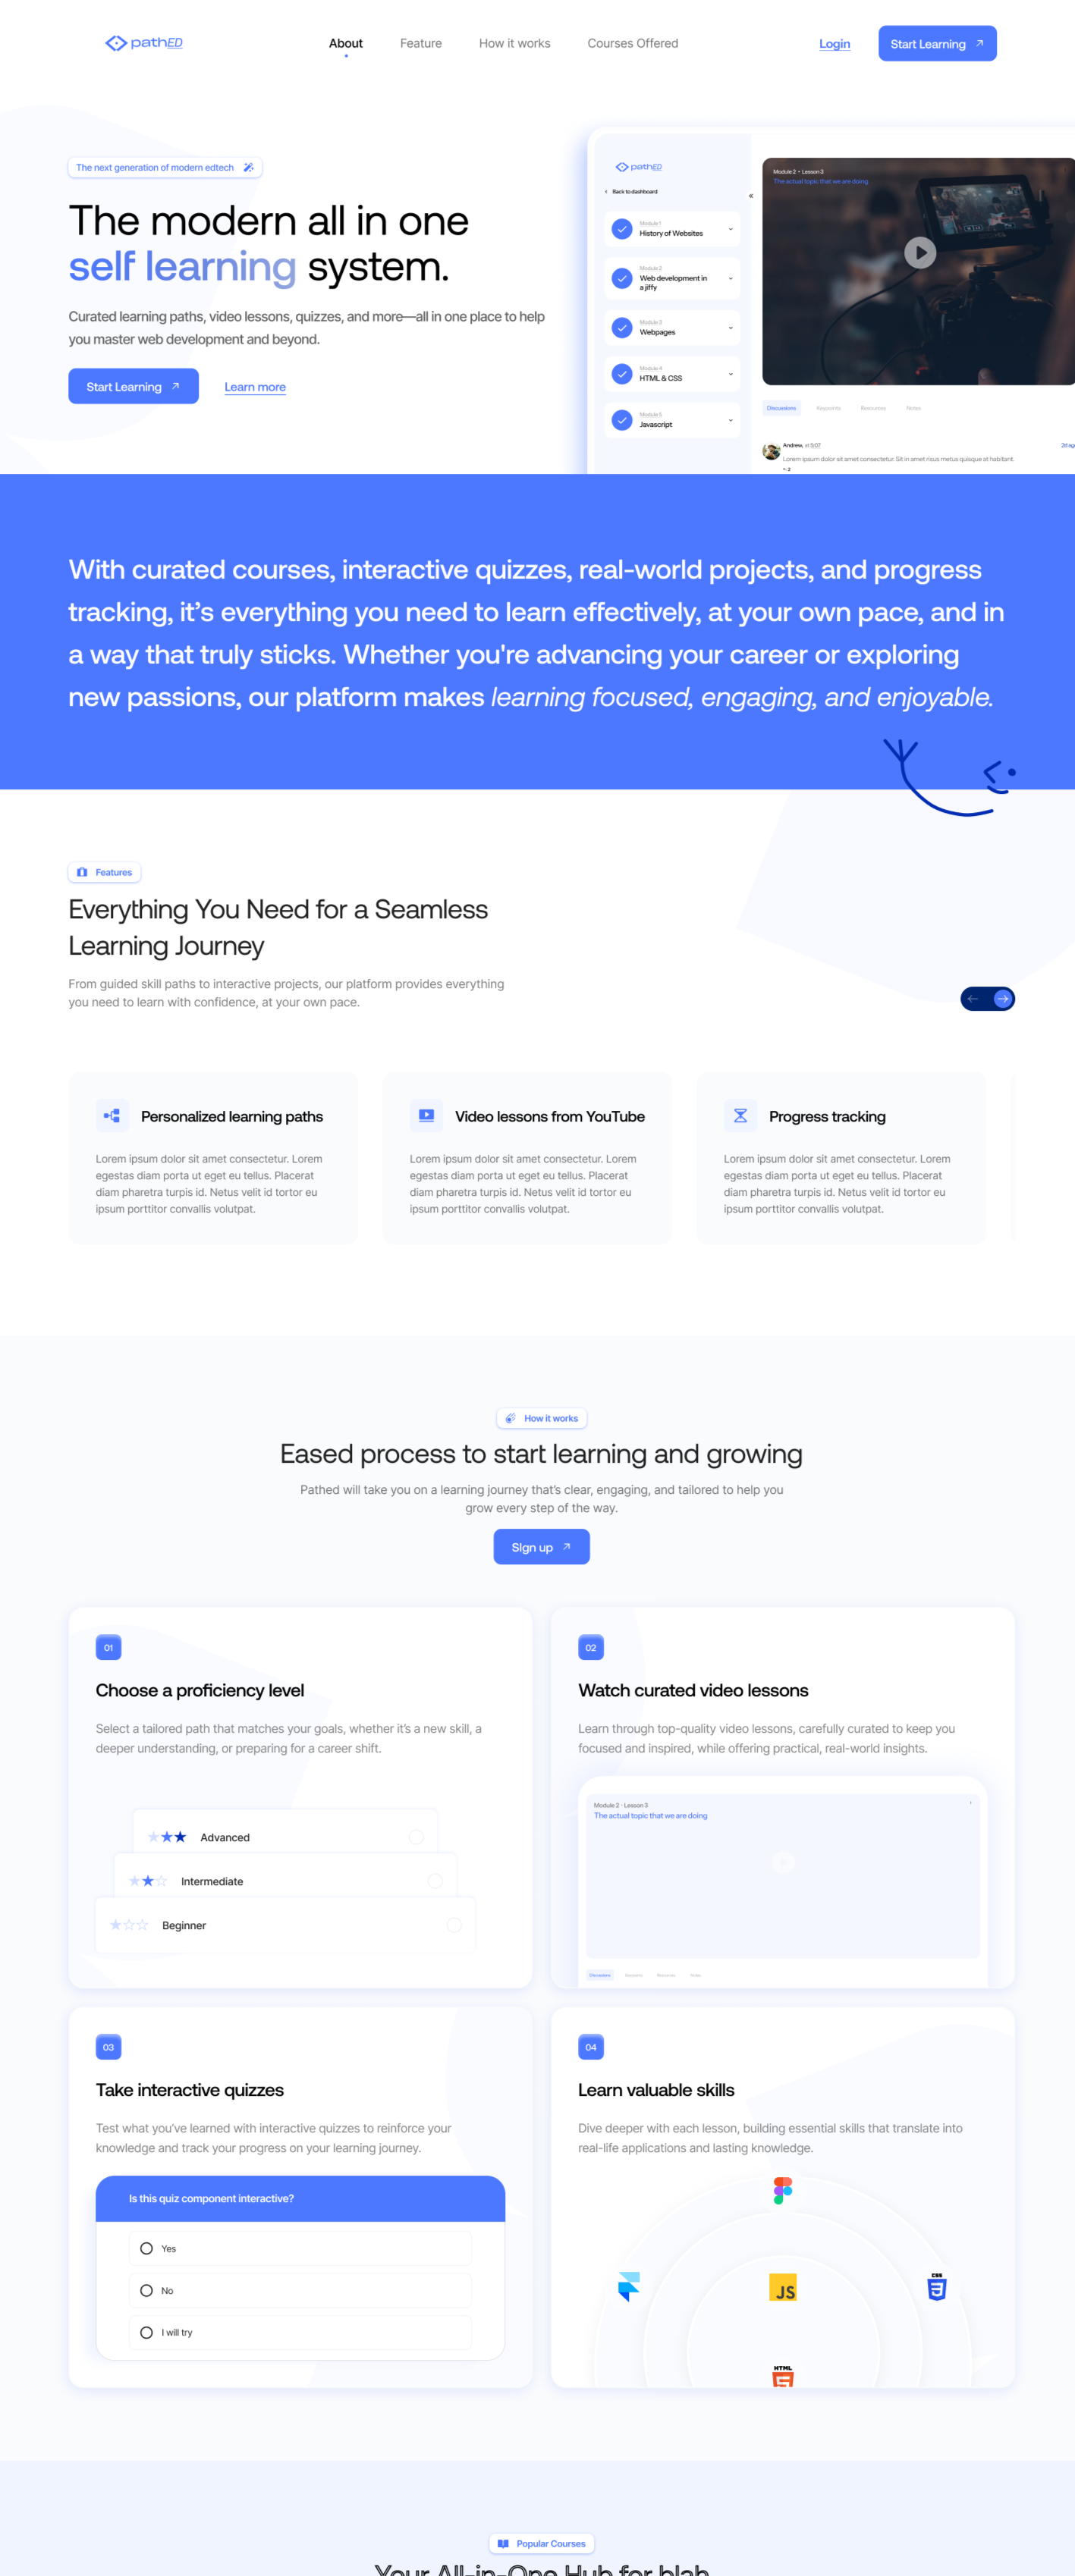 pathED
About
Feature
How it works
Courses Offered
Login
Start Learning
The next generation of modern edtech
The modern all in one
self learning system.
Curated learning paths, video lessons, quizzes, and more—all in one place to help
you master web development and beyond.
Start Learning
Learn more
pathED
Back to dashboard
Module 1
History of Websites
Module 2
Web development in
a jiffy
Module 3
Webpages
Module 4
HTML & CSS
Module 5
Javascript
Module 2 • Lesson 3
The actual topic that we are doing
Discussions
Keypoints
Resources
Notes
Andrew, at 5:07
2d ag
Lorem ipsum dolor sit amet consectetur. Sit in amet risus metus quisque at habitant.
2
With curated courses, interactive quizzes, real-world projects, and progress
tracking, it’s everything you need to learn effectively, at your own pace, and in
a way that truly sticks. Whether you're advancing your career or exploring
new passions, our platform makes learning focused, engaging, and enjoyable.
Features
Everything You Need for a Seamless
Learning Journey
From guided skill paths to interactive projects, our platform provides everything
you need to learn with confidence, at your own pace.
Personalized learning paths
Lorem ipsum dolor sit amet consectetur. Lorem
egestas diam porta ut eget eu tellus. Placerat
diam pharetra turpis id. Netus velit id tortor eu
ipsum porttitor convallis volutpat.
Video lessons from YouTube
Lorem ipsum dolor sit amet consectetur. Lorem
egestas diam porta ut eget eu tellus. Placerat
diam pharetra turpis id. Netus velit id tortor eu
ipsum porttitor convallis volutpat.
Progress tracking
Lorem ipsum dolor sit amet consectetur. Lorem
egestas diam porta ut eget eu tellus. Placerat
diam pharetra turpis id. Netus velit id tortor eu
ipsum porttitor convallis volutpat.
How it works
Eased process to start learning and growing
Pathed will take you on a learning journey that’s clear, engaging, and tailored to help you
grow every step of the way.
SIgn up
01
Choose a proficiency level
Select a tailored path that matches your goals, whether it’s a new skill, a
deeper understanding, or preparing for a career shift.
Advanced
Intermediate
Beginner
02
Watch curated video lessons
Learn through top-quality video lessons, carefully curated to keep you
focused and inspired, while offering practical, real-world insights.
Module 2 - Lesson 3
The actual topic that we are doing
Discussions
Keypoints
Resources
Notes
03
Take interactive quizzes
Test what you’ve learned with interactive quizzes to reinforce your
knowledge and track your progress on your learning journey.
Is this quiz component interactive?
Yes
No
I will try
04
Learn valuable skills
Dive deeper with each lesson, building essential skills that translate into
real-life applications and lasting knowledge.
JS
CSS
3
HTML
5
Popular Courses
Your All-in-One Hub for blah